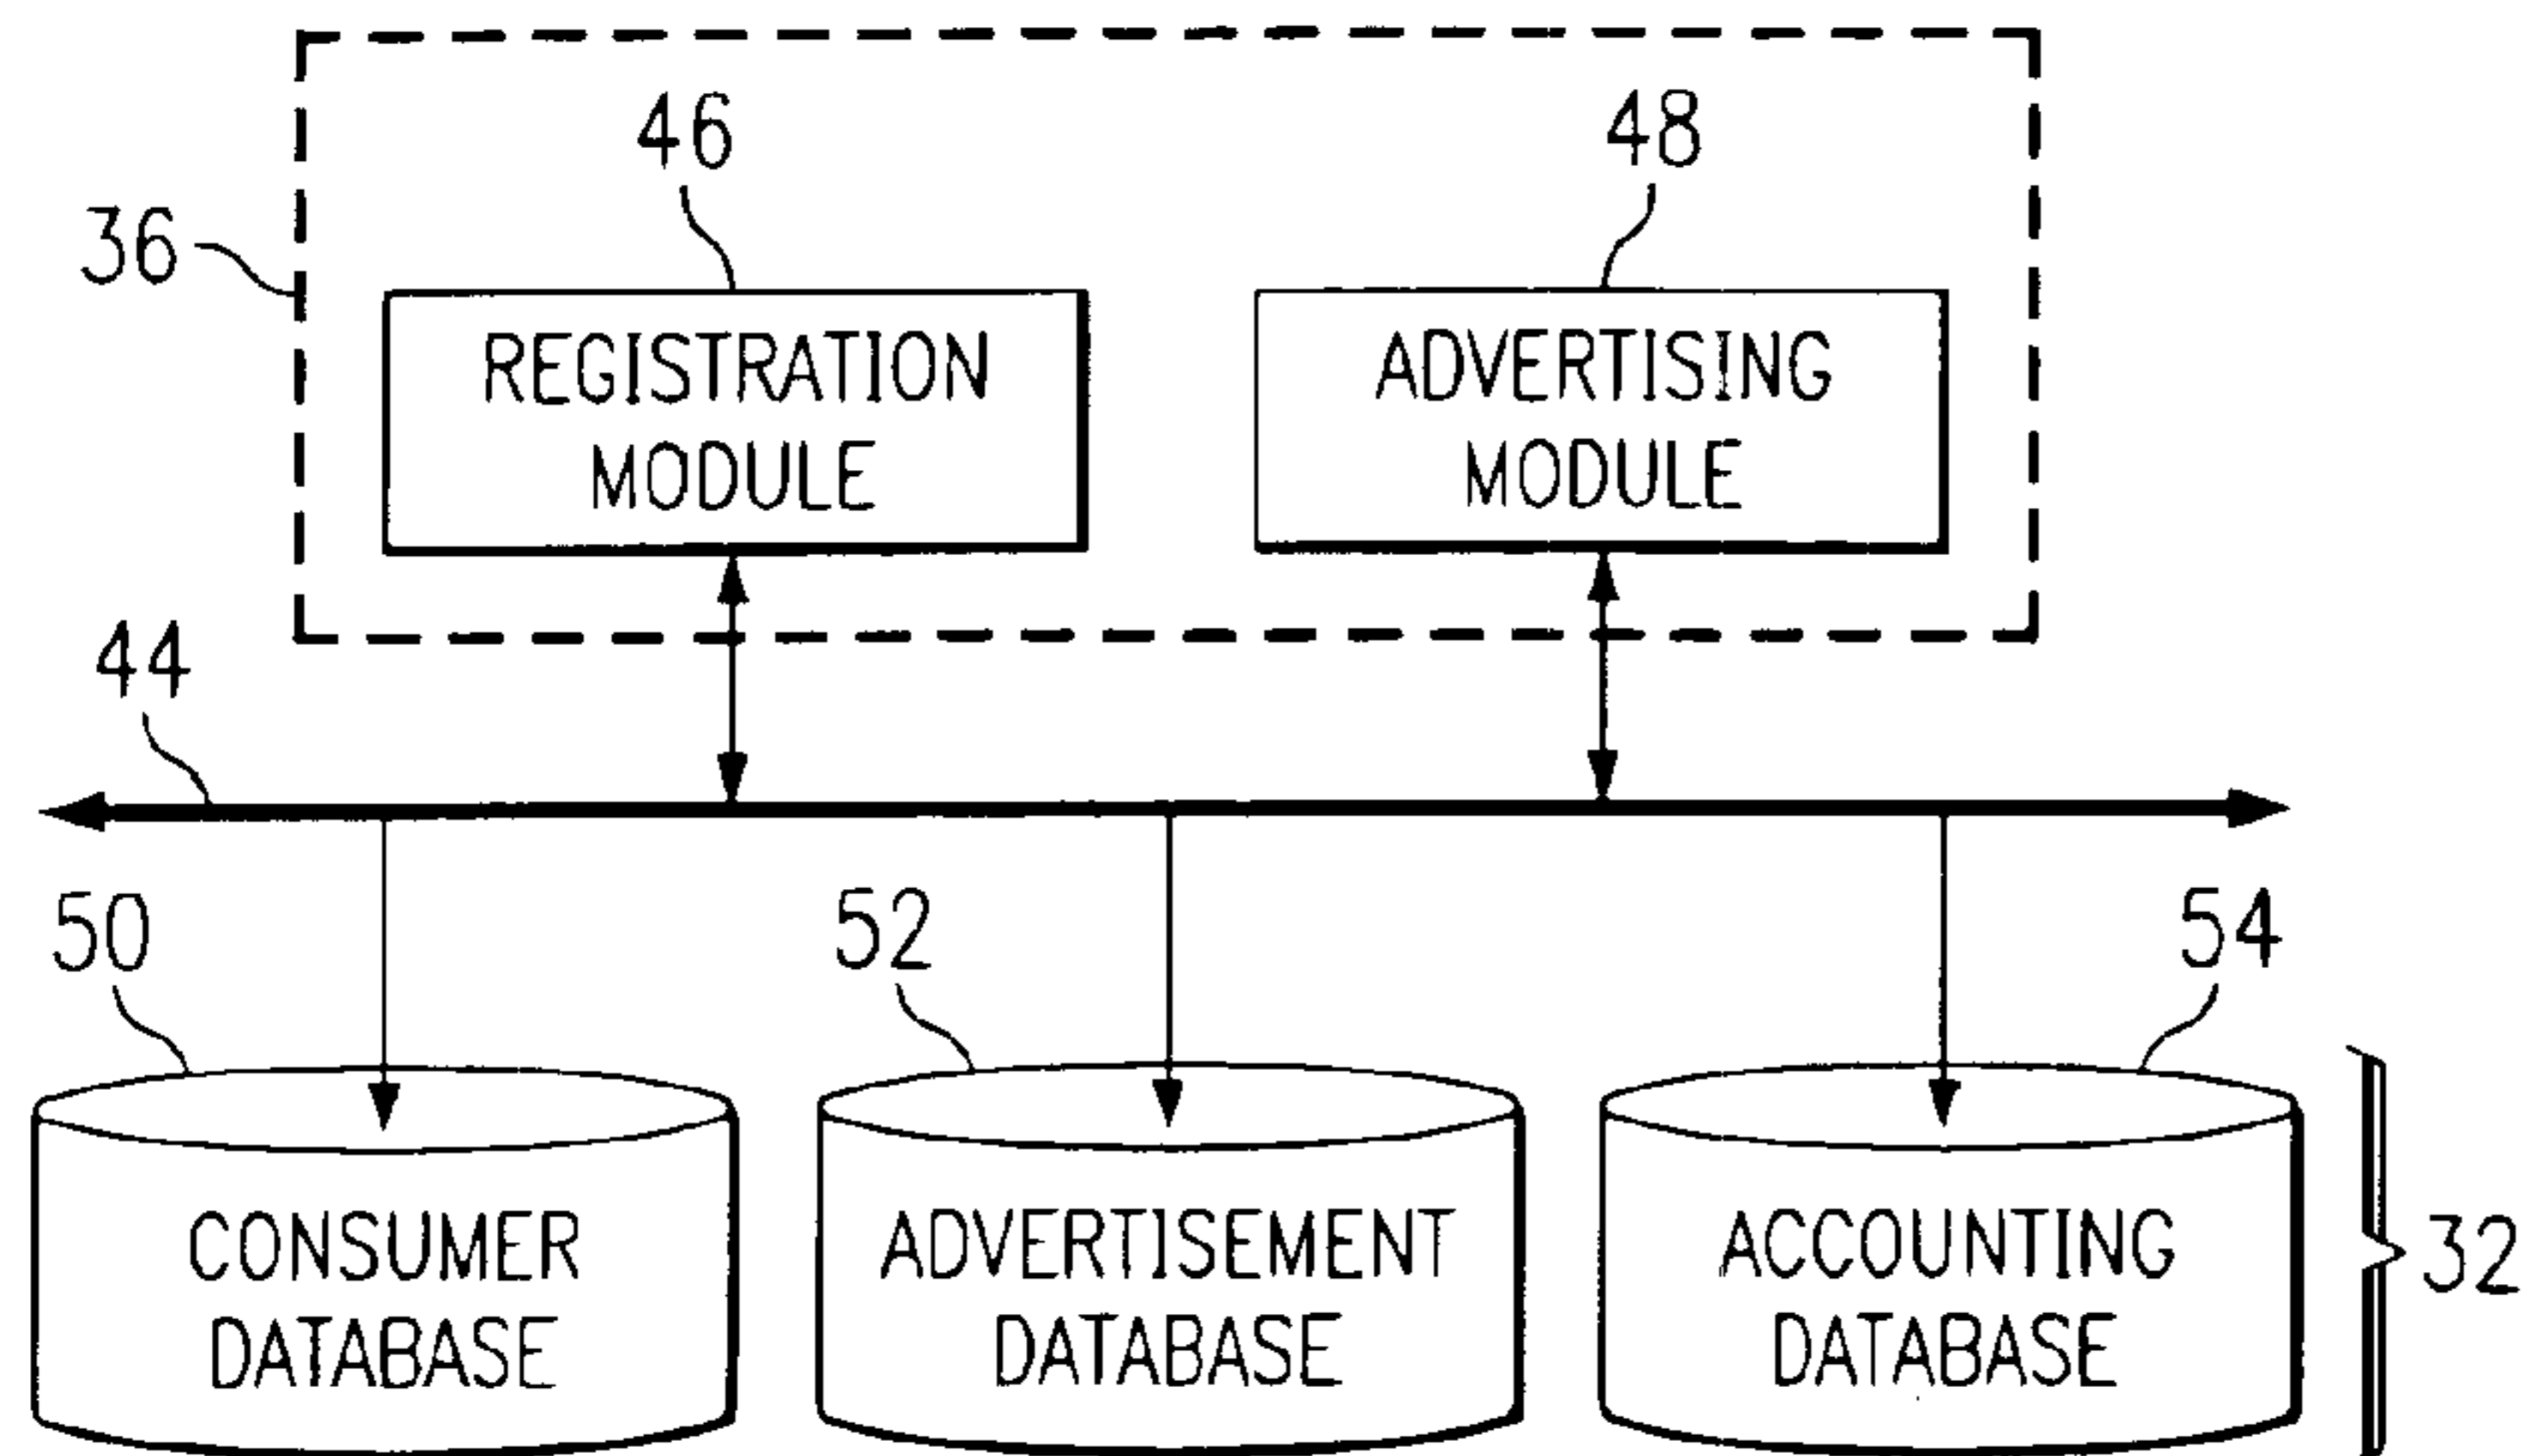 46
48
36
REGISTRATION
MODULE
ADVERTISING
MODULE
44
50
52
54
CONSUMER
DATABASE
ADVERTISEMENT
DATABASE
ACCOUNTING
DATABASE
32